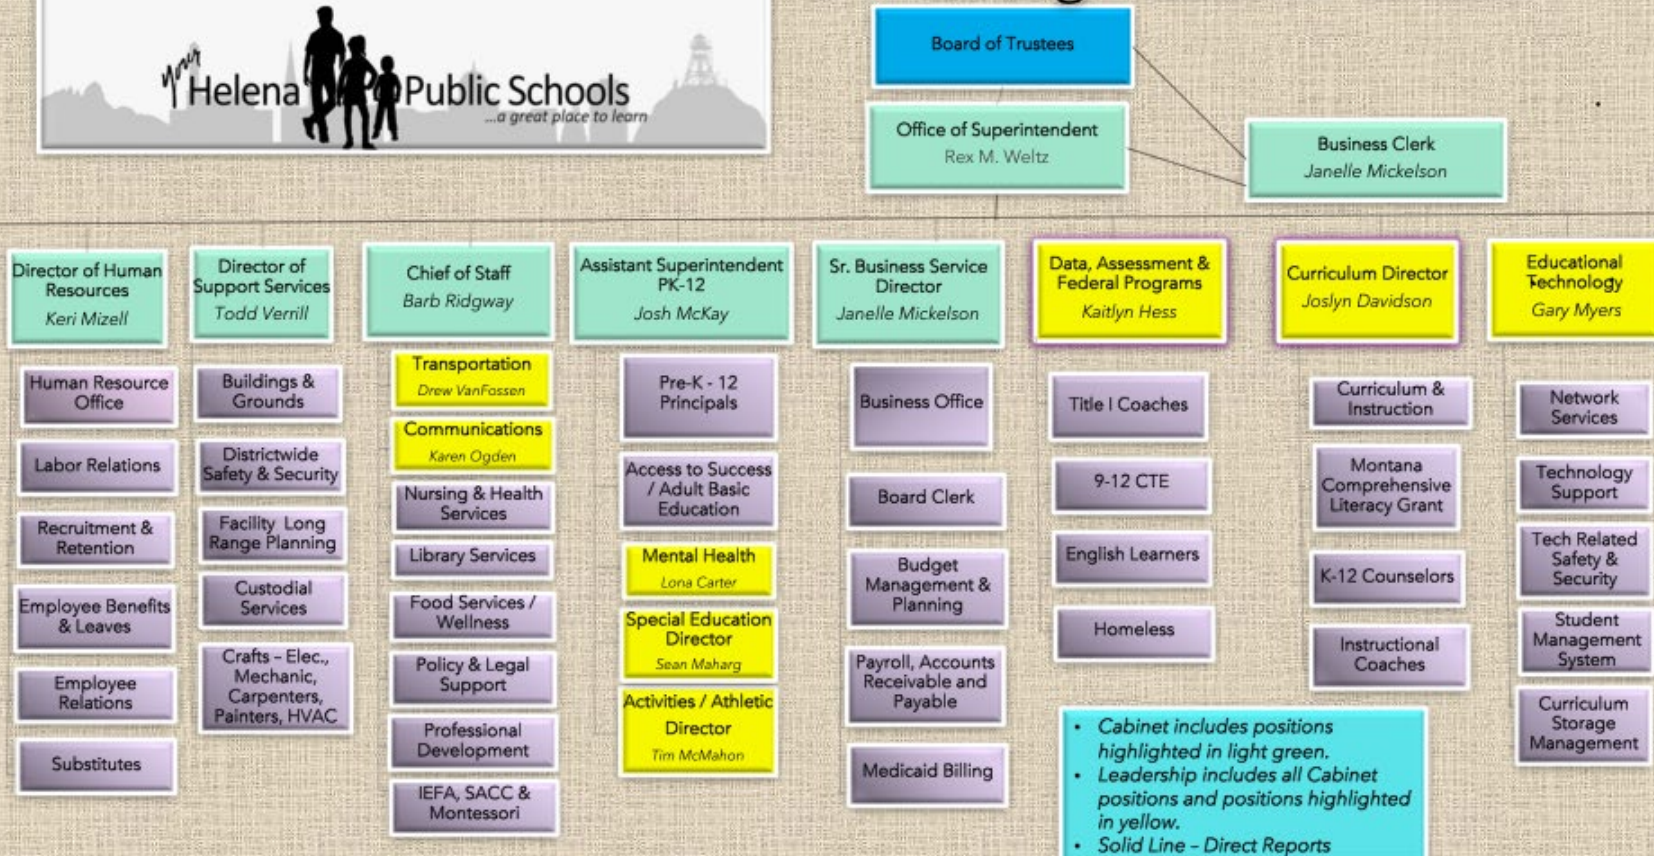 your
Helena Public Schools
...a great place to learn
Board of Trustees
Office of Superintendent
Rex M. Weltz
Business Clerk
Janelle Mickelson
Director of Human
Resources
Keri Mizell
Human Resource
Office
Labor Relations
Recruitment &
Retention
Employee Benefits
& Leaves
Employee
Relations
Substitutes
Director of
Support Services
Todd Verrill
Buildings &
Grounds
Districtwide
Safety & Security
Facility Long
Range Planning
Custodial
Services
Crafts – Elec.,
Mechanic,
Carpenters,
Painters, HVAC
Chief of Staff
Barb Ridgway
Transportation
Drew VanFossen
Communications
Karen Ogden
Nursing & Health
Services
Library Services
Food Services /
Wellness
Policy & Legal
Support
Professional
Development
IEFA, SACC &
Montessori
Assistant Superintendent
PK-12
Josh McKay
Pre-K - 12
Principals
Access to Success
/ Adult Basic
Education
Mental Health
Lona Carter
Special Education
Director
Sean Maharg
Activities / Athletic
Director
Tim McMahon
Sr. Business Service
Director
Janelle Mickelson
Business Office
Board Clerk
Budget
Management &
Planning
Payroll, Accounts
Receivable and
Payable
Medicaid Billing
Data, Assessment &
Federal Programs
Kaitlyn Hess
Title I Coaches
9-12 CTE
English Learners
Homeless
Curriculum Director
Joslyn Davidson
Curriculum &
Instruction
Montana
Comprehensive
Literacy Grant
K-12 Counselors
Instructional
Coaches
Educational
Technology
Gary Myers
Network
Services
Technology
Support
Tech Related
Safety &
Security
Student
Management
System
Curriculum
Storage
Management
• Cabinet includes positions
highlighted in light green.
• Leadership includes all Cabinet
positions and positions highlighted
in yellow.
• Solid Line – Direct Reports